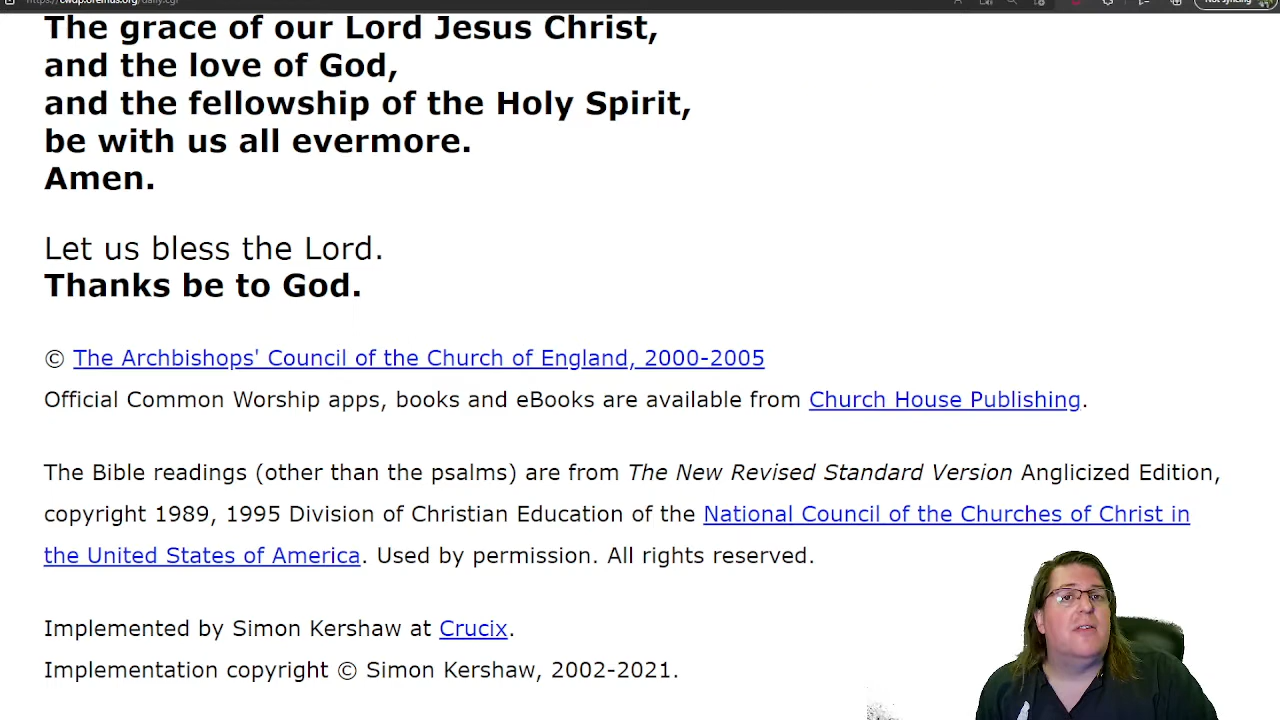 The grace of our Lord Jesus Christ,
and the love of God,
and the fellowship of the Holy Spirit,
be with us all evermore.
Amen.
Let us bless the Lord.
Thanks be to God.
© The Archbishops' Council of the Church of England, 2000-2005
Official Common Worship apps, books and eBooks are available from Church House Publishing.
The Bible readings (other than the psalms) are from The New Revised Standard Version Anglicized Edition,
copyright 1989, 1995 Division of Christian Education of the National Council of the Churches of Christ in
the United States of America. Used by permission. All rights reserved.
Implemented by Simon Kershaw at Crucix.
Implementation copyright © Simon Kershaw, 2002-2021.